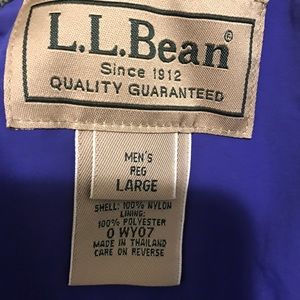 L.L.Bean®
Since 1912
QUALITY GUARANTEED
MEN'S
REG
LARGE
SHELL: 100% NYLON
LINING:
100% POLYESTER
0 WY07
MADE IN THAILAND
CARE ON REVERSE